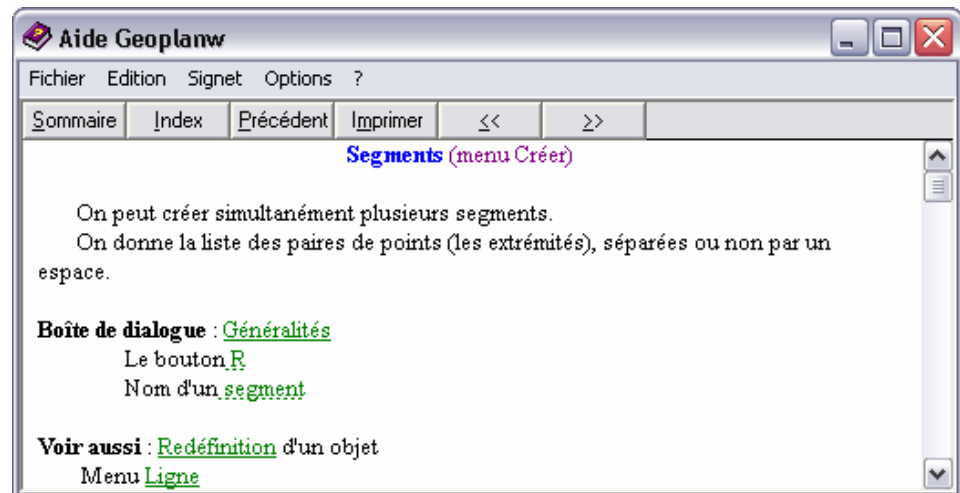 Aide Geoplanw
Fichier Edition Signet Options ?
Sommaire Index Précédent Imprimer << >>
Segments (menu Créer)
On peut créer simultanément plusieurs segments.
On donne la liste des paires de points (les extrémités), séparées ou non par un
espace.
Boîte de dialogue : Généralités
Le bouton R
Nom d'un segment
Voir aussi : Redéfinition d'un objet
Menu Ligne